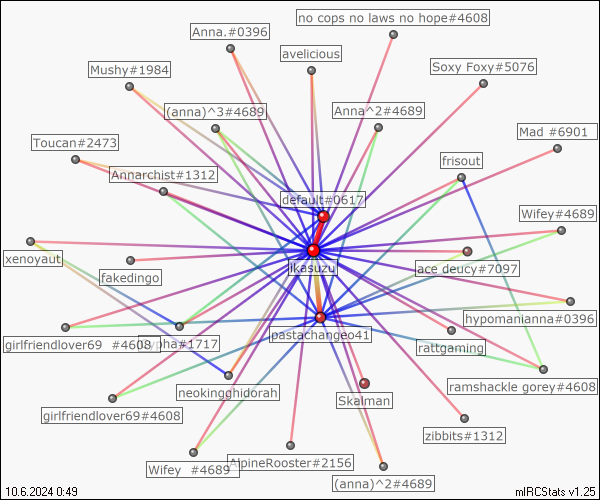 no cops no laws no hope#4608
Anna.#0396
avelicious
Mushy#1984
Soxy Foxy#5076
(anna)^3#4689
Anna^2#4689
Toucan#2473
Mad #6901
frisout
Annarchist#1312
default#0617
Wifey#4689
xenoyaut
ikasuzu
ace deucy#7097
fakedingo
hypomanianna#0396
pastachangeo41
girlfriendlover69 #4608
pha#1717
rattgaming
ramshackle gorey#4608
neokingghidorah
Skalman
girlfriendlover69#4608
zibbits#1312
Wifey #4689
AlpineRooster#2156
(anna)^2#4689
10.6.2024 0:49
mIRCStats v1.25